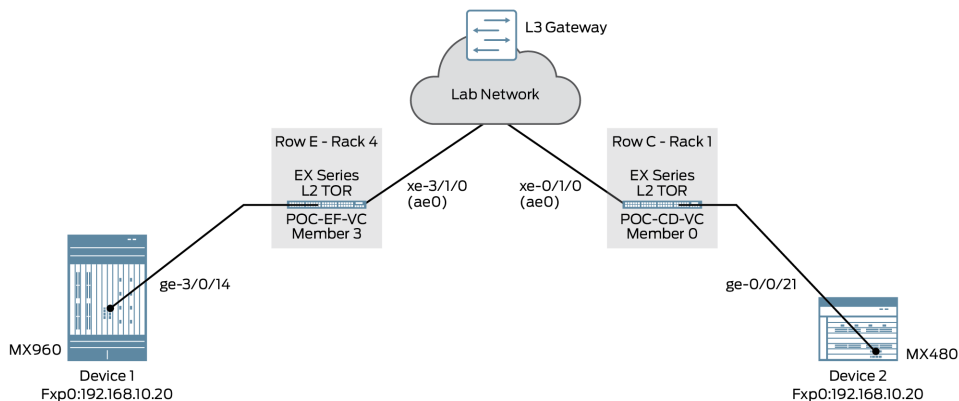 L3 Gateway
Lab Network
Row E - Rack 4
EX Series
L2 TOR
POC-EF-VC
Member 3
xe-3/1/0
(ae0)
xe-0/1/0
(ae0)
Row C - Rack 1
EX Series
L2 TOR
POC-CD-VC
Member 0
ge-3/0/14
ge-0/0/21
MX960
Device 1
Fxp0:192.168.10.20
MX480
Device 2
Fxp0:192.168.10.20